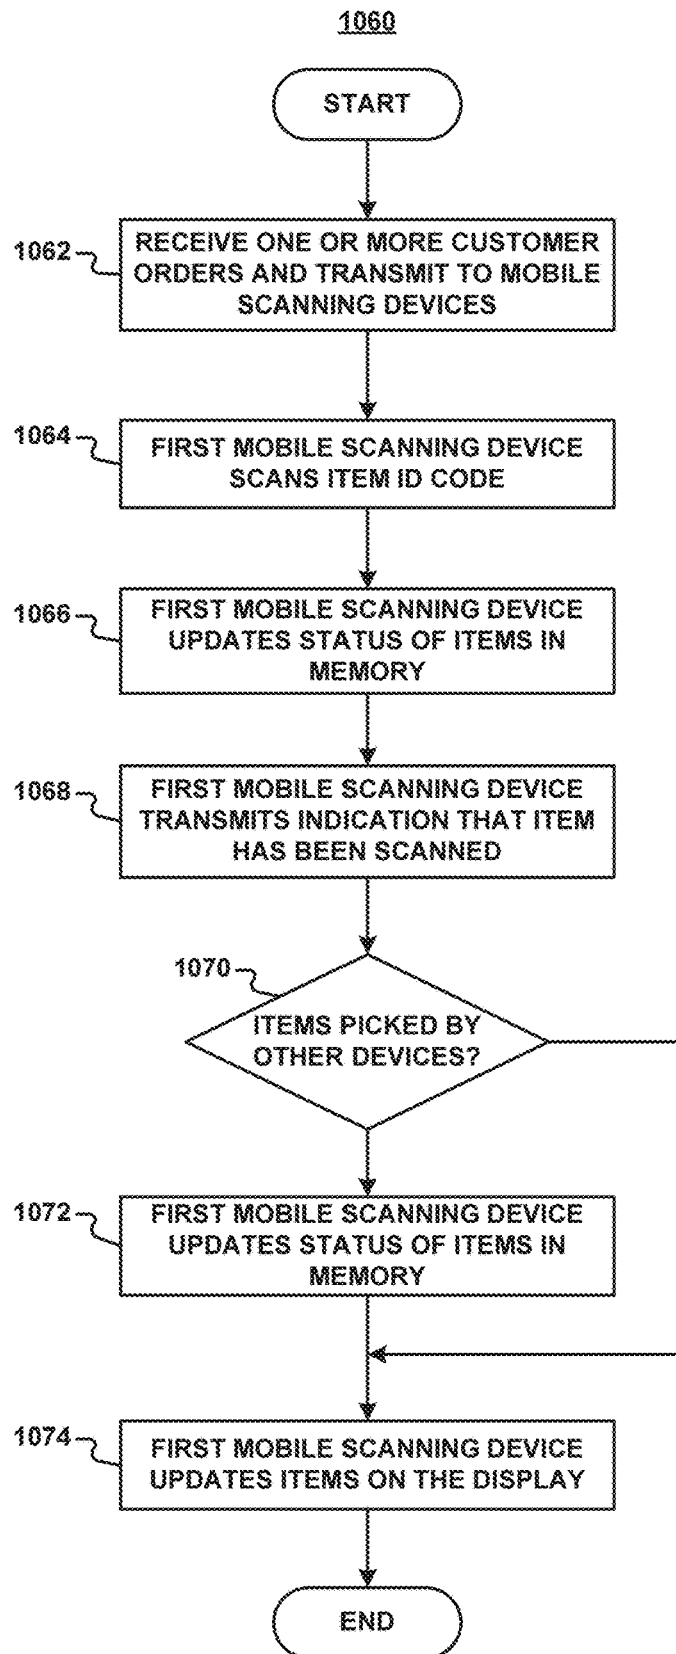 1060
START
1062
RECEIVE ONE OR MORE CUSTOMER
ORDERS AND TRANSMIT TO MOBILE
SCANNING DEVICES
1064
FIRST MOBILE SCANNING DEVICE
SCANS ITEM ID CODE
1066
FIRST MOBILE SCANNING DEVICE
UPDATES STATUS OF ITEMS IN
MEMORY
1068
FIRST MOBILE SCANNING DEVICE
TRANSMITS INDICATION THAT ITEM
HAS BEEN SCANNED
1070
ITEMS PICKED BY
OTHER DEVICES?
1072
FIRST MOBILE SCANNING DEVICE
UPDATES STATUS OF ITEMS IN
MEMORY
1074
FIRST MOBILE SCANNING DEVICE
UPDATES ITEMS ON THE DISPLAY
END